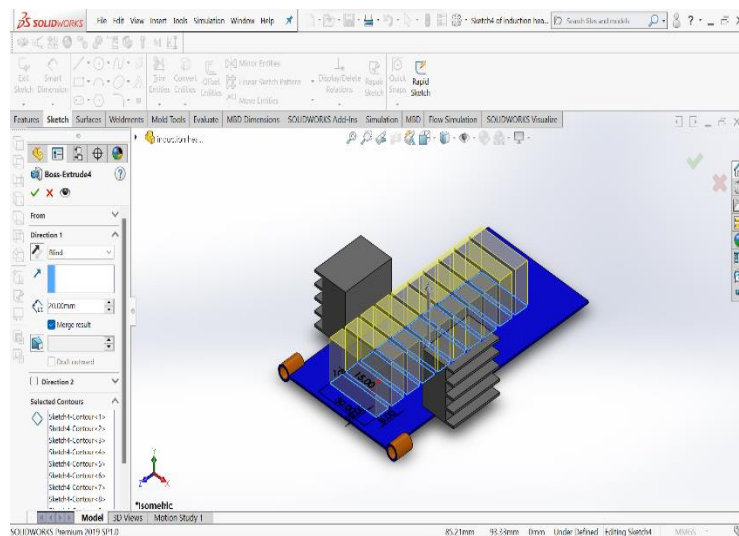 SOLIDWORKS File Edit View Insert Tools Simulation Window Help Sketch4 of induction hea... Search files and models
Exit Sketch Smart Dimension Trim Entities Convert Entities Offset Entities Mirror Entities Linear Sketch Pattern Move Entities Display/Delete Relations Repair Sketch Quick Snaps Rapid Sketch
Features Sketch Surfaces Weldments Mold Tools Evaluate MBD Dimensions SOLIDWORKS Add-Ins Simulation MBD Flow Simulation SOLIDWORKS Visualize
induction hea...
Boss-Extrude4
From
Direction 1
Blind
20.00mm
Merge result
Draft outward
Direction 2
Selected Contours
Sketch4-Contour<1>
Sketch4-Contour<2>
Sketch4-Contour<3>
Sketch4-Contour<4>
Sketch4-Contour<5>
Sketch4-Contour<6>
Sketch4-Contour<7>
Sketch4-Contour<8>
15.00
*Isometric
Model 3D Views Motion Study 1
SOLIDWORKS Premium 2019 SP1.0 85.21mm 93.33mm 0mm Under Defined Editing Sketch4 MMGS